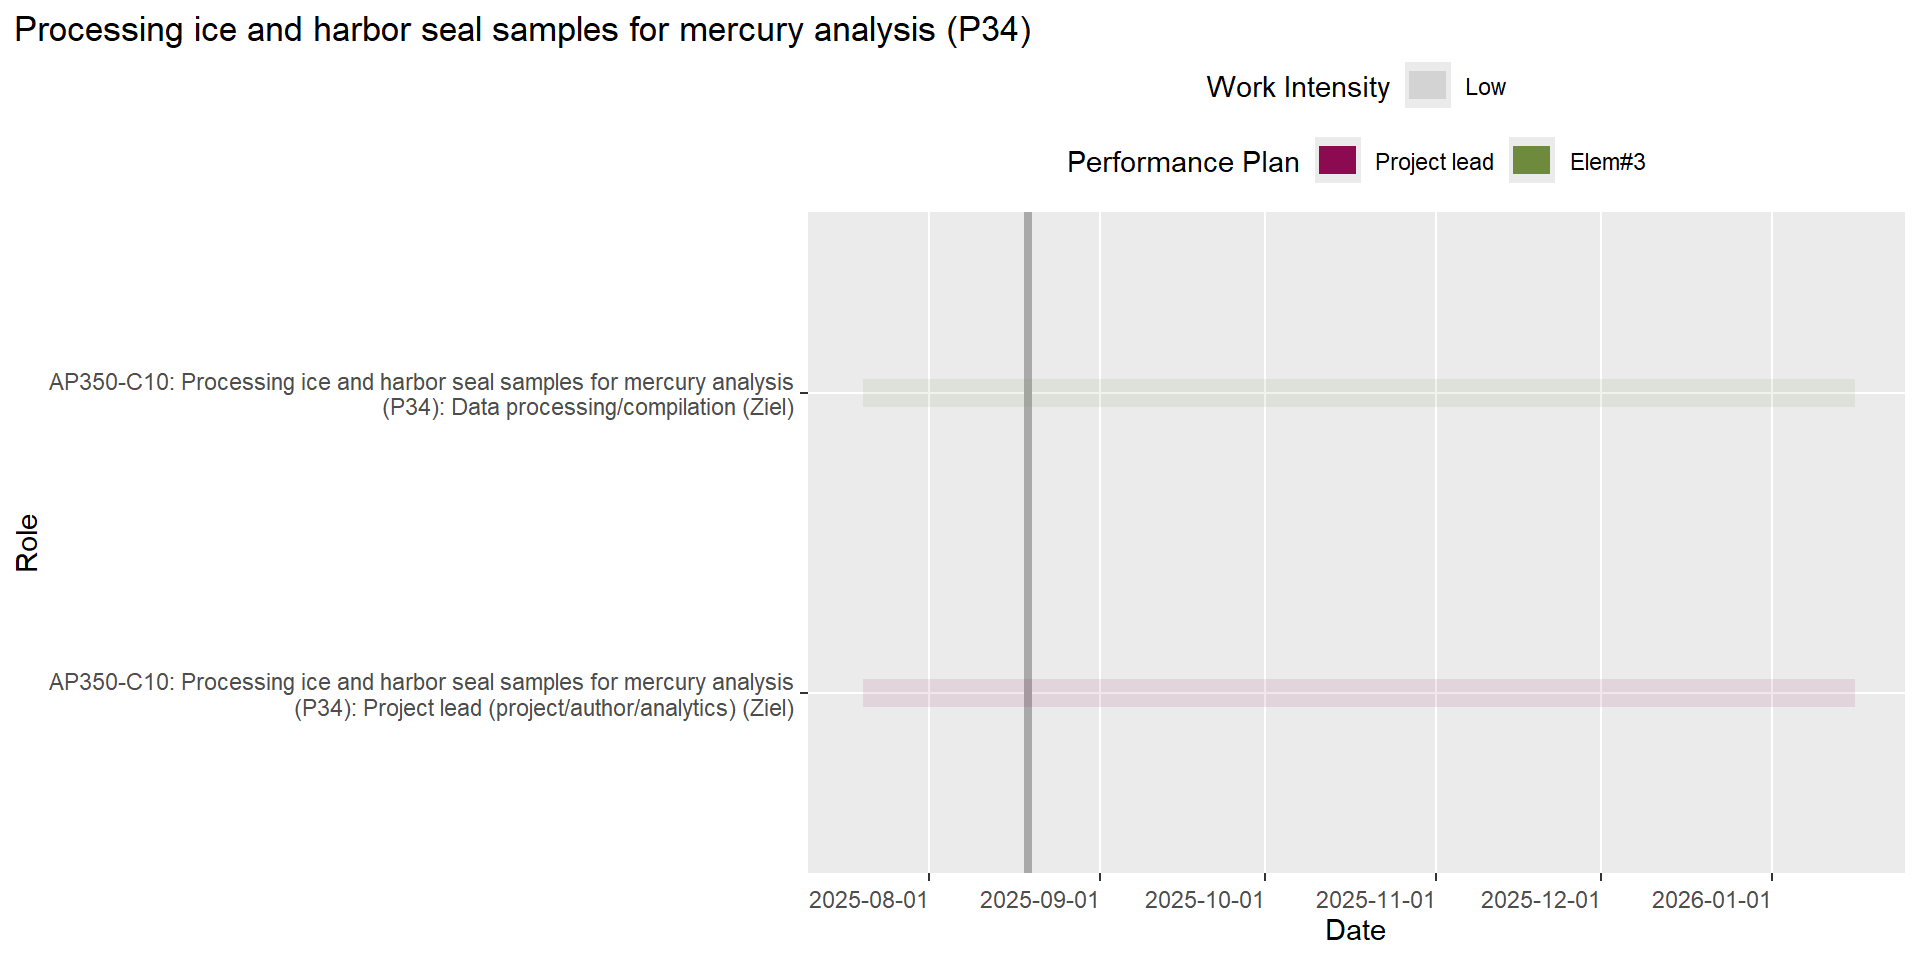 Processing ice and harbor seal samples for mercury analysis (P34)
Work Intensity Low
Performance Plan Project lead Elem#3
AP350-C10: Processing ice and harbor seal samples for mercury analysis
(P34): Data processing/compilation (Ziel)
Role
AP350-C10: Processing ice and harbor seal samples for mercury analysis
(P34): Project lead (project/author/analytics) (Ziel)
2025-08-01 2025-09-01 2025-10-01 2025-11-01 2025-12-01 2026-01-01
Date